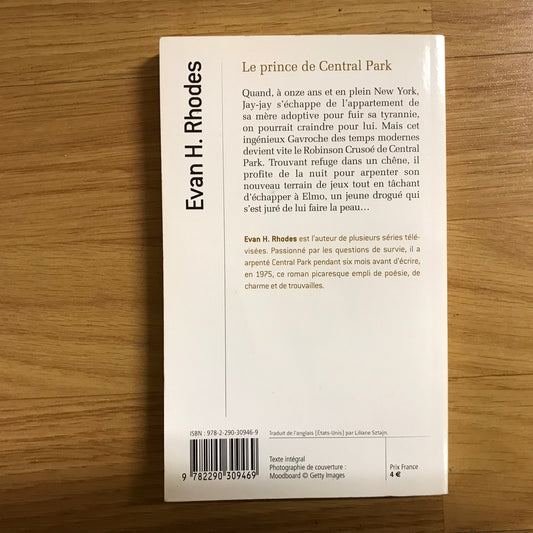 Evan H. Rhodes
Le prince de Central Park
Quand, à onze ans et en plein New York,
Jay-jay s'échappe de l'appartement de
sa mère adoptive pour fuir sa tyrannie,
on pourrait craindre pour lui. Mais cet
ingénieux Gavroche des temps modernes
devient vite le Robinson Crusoé de Central
Park. Trouvant refuge dans un chêne, il
profite de la nuit pour arpenter son
nouveau terrain de jeux tout en tâchant
d'échapper à Elmo, un jeune drogué qui
s'est juré de lui faire la peau...
Evan H. Rhodes est l'auteur de plusieurs séries télé-
visées. Passionné par les questions de survie, il a
arpenté Central Park pendant six mois avant d'écrire,
en 1975, ce roman picaresque empli de poésie, de
charme et de trouvailles.
ISBN : 978-2-290-30946-9
9 782290 309469
Traduit de l'anglais (États-Unis) par Liliane Sztajn.
Texte intégral
Photographie de couverture :
Moodboard © Getty Images
Prix France
4 €